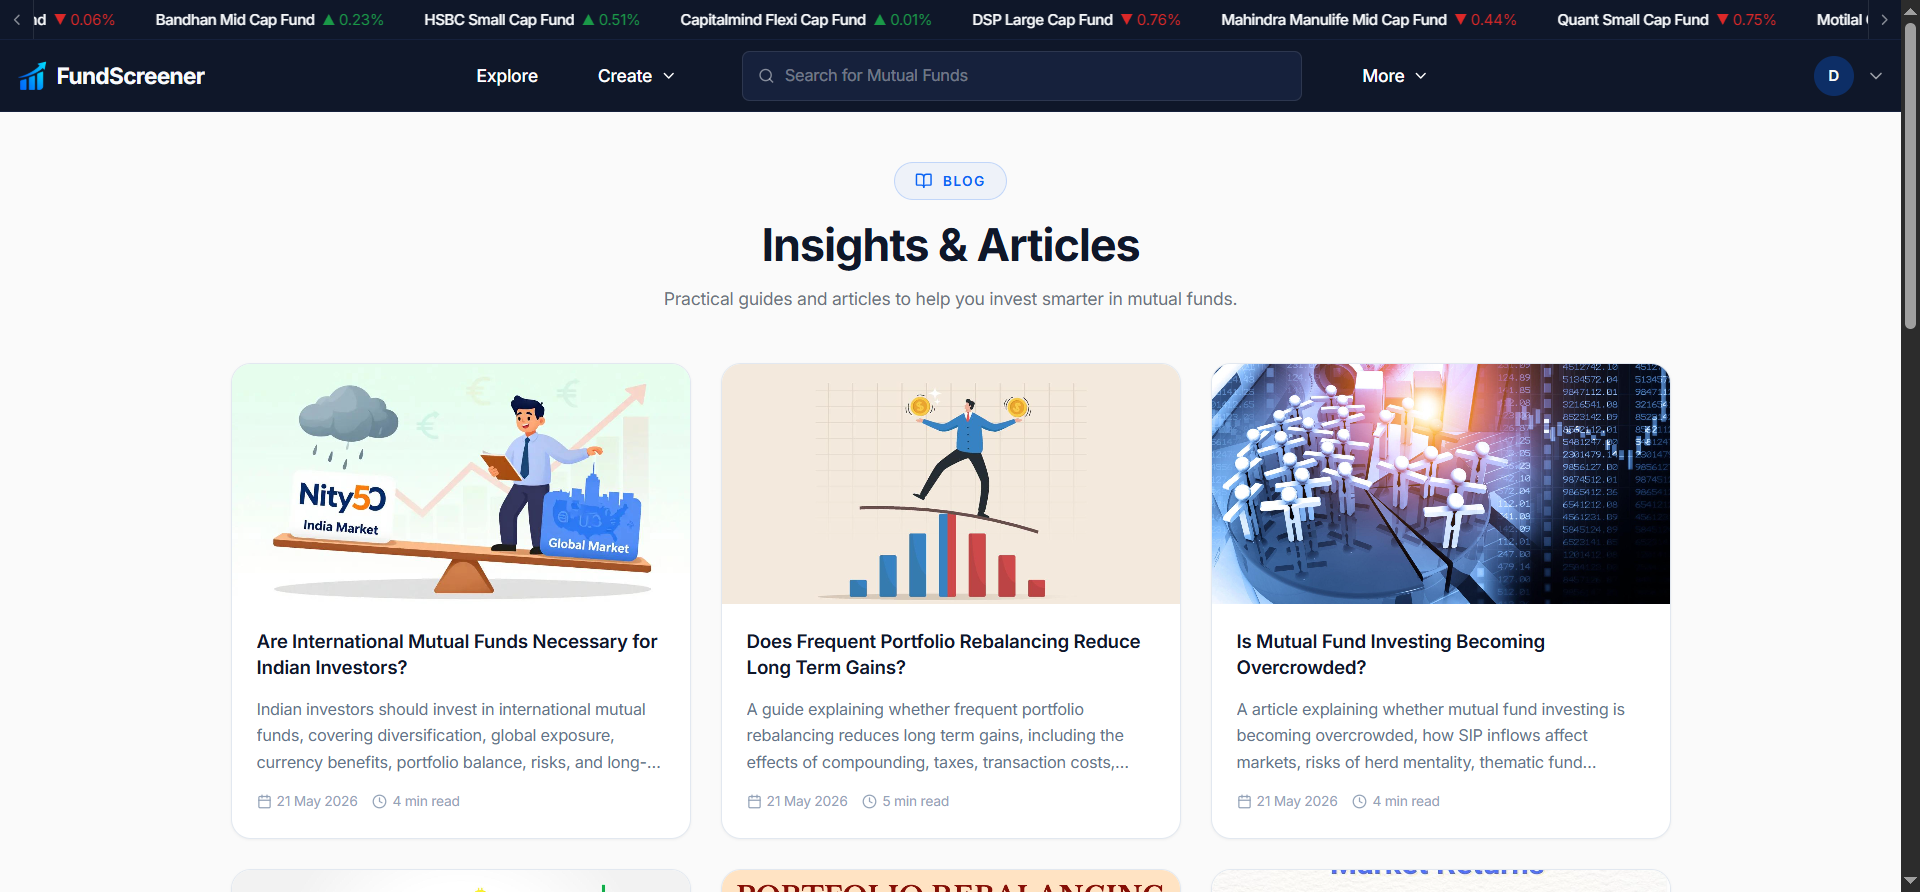 nd ▼ 0.06% Bandhan Mid Cap Fund ▲ 0.23% HSBC Small Cap Fund ▲ 0.51% Capitalmind Flexi Cap Fund ▲ 0.01% DSP Large Cap Fund ▼ 0.76% Mahindra Manulife Mid Cap Fund ▼ 0.44% Quant Small Cap Fund ▼ 0.75% Motilal
FundScreener Explore Create Search for Mutual Funds More D
BLOG
Insights & Articles
Practical guides and articles to help you invest smarter in mutual funds.
Nity50
India Market
Global Market
Are International Mutual Funds Necessary for
Indian Investors?
Indian investors should invest in international mutual
funds, covering diversification, global exposure,
currency benefits, portfolio balance, risks, and long-...
21 May 2026 4 min read
Does Frequent Portfolio Rebalancing Reduce
Long Term Gains?
A guide explaining whether frequent portfolio
rebalancing reduces long term gains, including the
effects of compounding, taxes, transaction costs,...
21 May 2026 5 min read
Is Mutual Fund Investing Becoming
Overcrowded?
A article explaining whether mutual fund investing is
becoming overcrowded, how SIP inflows affect
markets, risks of herd mentality, thematic fund...
21 May 2026 4 min read
PORTFOLIO REBALANCING
Market Returns